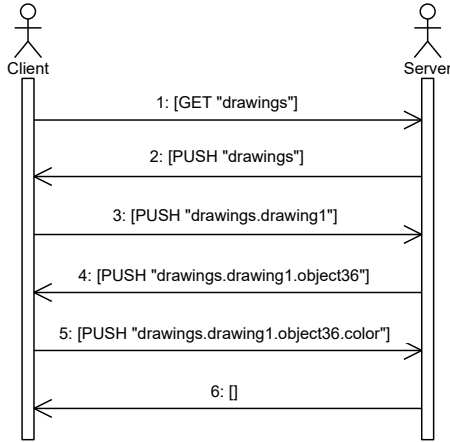 Client
Server
1: [GET "drawings"]
2: [PUSH "drawings"]
3: [PUSH "drawings.drawing1"]
4: [PUSH "drawings.drawing1.object36"]
5: [PUSH "drawings.drawing1.object36.color"]
6: []